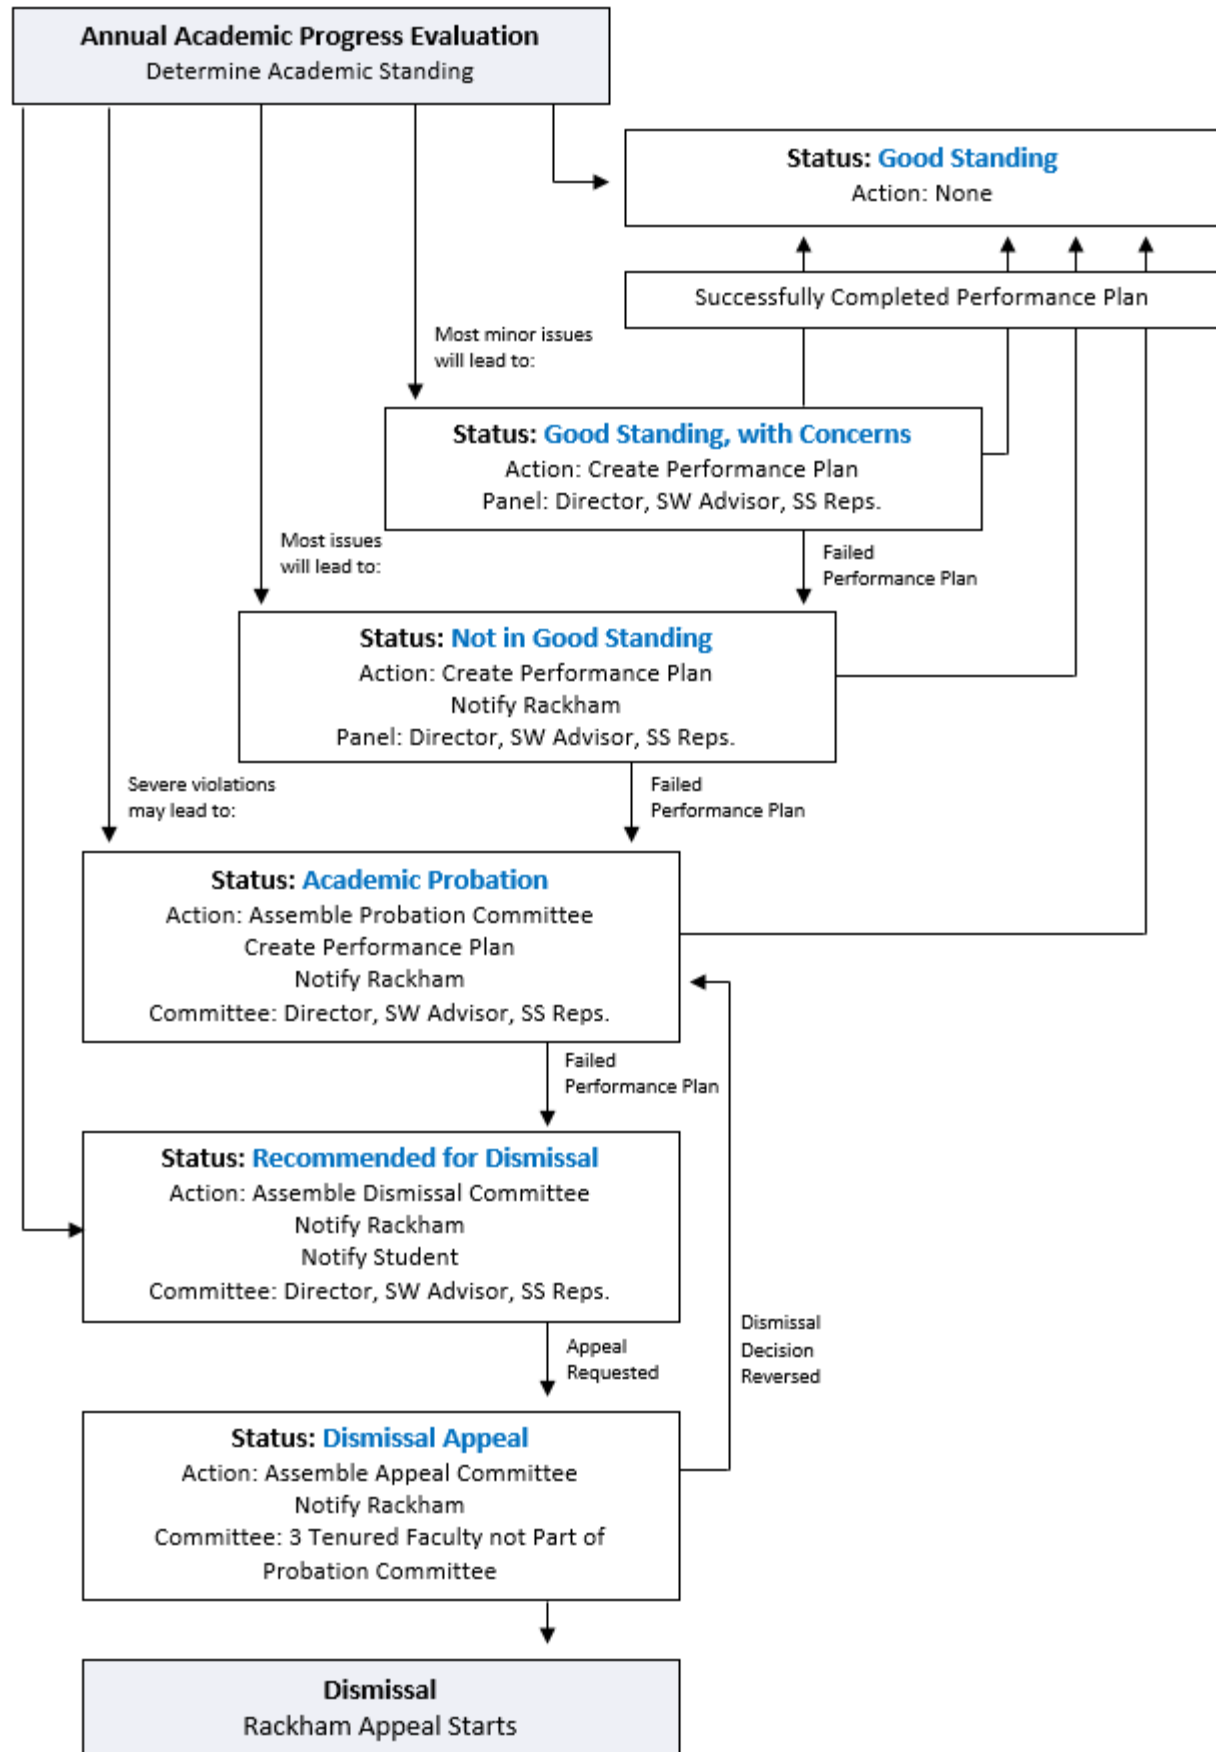 Annual Academic Progress Evaluation
Determine Academic Standing
Status: Good Standing
Action: None
Successfully Completed Performance Plan
Most minor issues
will lead to:
Status: Good Standing, with Concerns
Action: Create Performance Plan
Panel: Director, SW Advisor, SS Reps.
Most issues
will lead to:
Failed
Performance Plan
Status: Not in Good Standing
Action: Create Performance Plan
Notify Rackham
Panel: Director, SW Advisor, SS Reps.
Severe violations
may lead to:
Failed
Performance Plan
Status: Academic Probation
Action: Assemble Probation Committee
Create Performance Plan
Notify Rackham
Committee: Director, SW Advisor, SS Reps.
Failed
Performance Plan
Status: Recommended for Dismissal
Action: Assemble Dismissal Committee
Notify Rackham
Notify Student
Committee: Director, SW Advisor, SS Reps.
Appeal
Requested
Dismissal
Decision
Reversed
Status: Dismissal Appeal
Action: Assemble Appeal Committee
Notify Rackham
Committee: 3 Tenured Faculty not Part of
Probation Committee
Dismissal
Rackham Appeal Starts